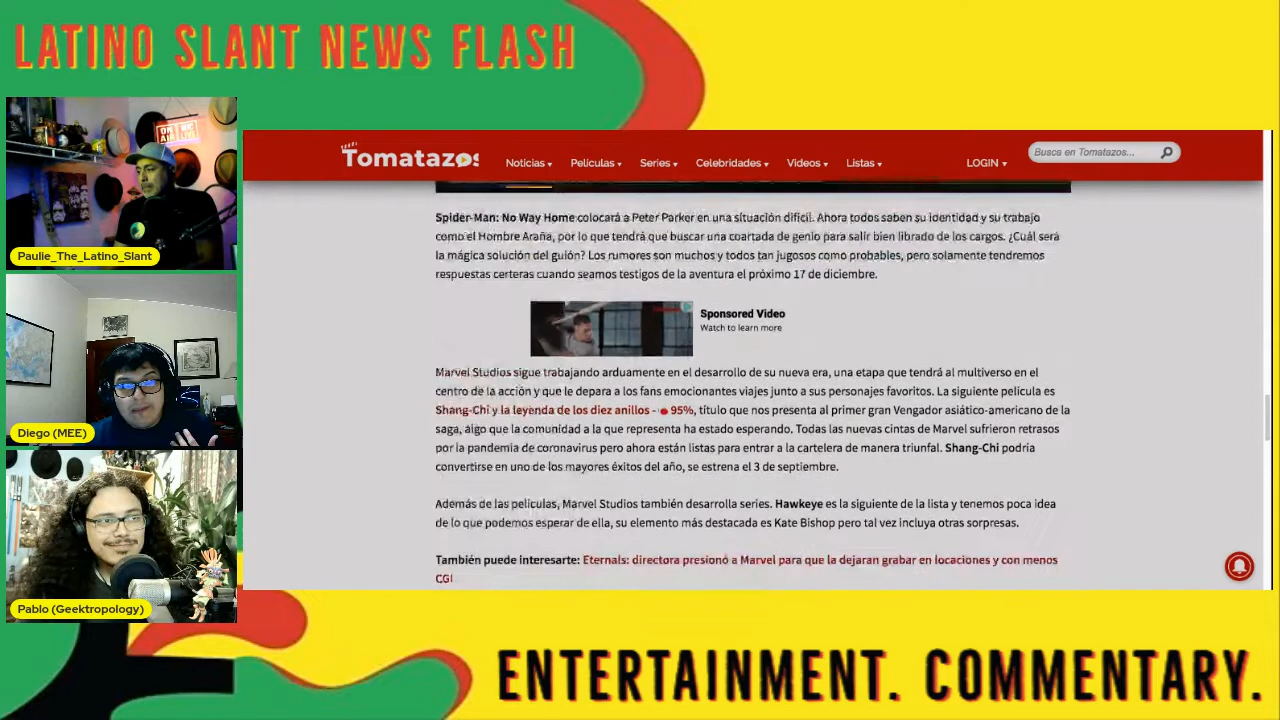 LATINO SLANT NEWS FLASH
ON AIR
Paulie_The_Latino_Slant
Diego (MEE)
Pablo (Geektropology)
Tomatazos
Noticias
Películas
Series
Celebridades
Videos
Listas
LOGIN
Busca en Tomatazos...
Spider-Man: No Way Home colocará a Peter Parker en una situación difícil. Ahora todos saben su identidad y su trabajo
como el Hombre Araña, por lo que tendrá que buscar una coartada de genio para salir bien librado de los cargos. ¿Cuál será
la mágica solución del guión? Los rumores son muchos y todos tan jugosos como probables, pero solamente tendremos
respuestas certeras cuando seamos testigos de la aventura el próximo 17 de diciembre.
Sponsored Video
Watch to learn more
Marvel Studios sigue trabajando arduamente en el desarrollo de su nueva era, una etapa que tendrá al multiverso en el
centro de la acción y que le depara a los fans emocionantes viajes junto a sus personajes favoritos. La siguiente película es
Shang-Chi y la leyenda de los diez anillos - 95%, título que nos presenta al primer gran Vengador asiático-americano de la
saga, algo que la comunidad a la que representa ha estado esperando. Todas las nuevas cintas de Marvel sufrieron retrasos
por la pandemia de coronavirus pero ahora están listas para entrar a la cartelera de manera triunfal. Shang-Chi podría
convertirse en uno de los mayores éxitos del año, se estrena el 3 de septiembre.
Además de las películas, Marvel Studios también desarrolla series. Hawkeye es la siguiente de la lista y tenemos poca idea
de lo que podemos esperar de ella, su elemento más destacada es Kate Bishop pero tal vez incluya otras sorpresas.
También puede interesarte: Eternals: directora presionó a Marvel para que la dejaran grabar en locaciones y con menos
CGI
ENTERTAINMENT. COMMENTARY.